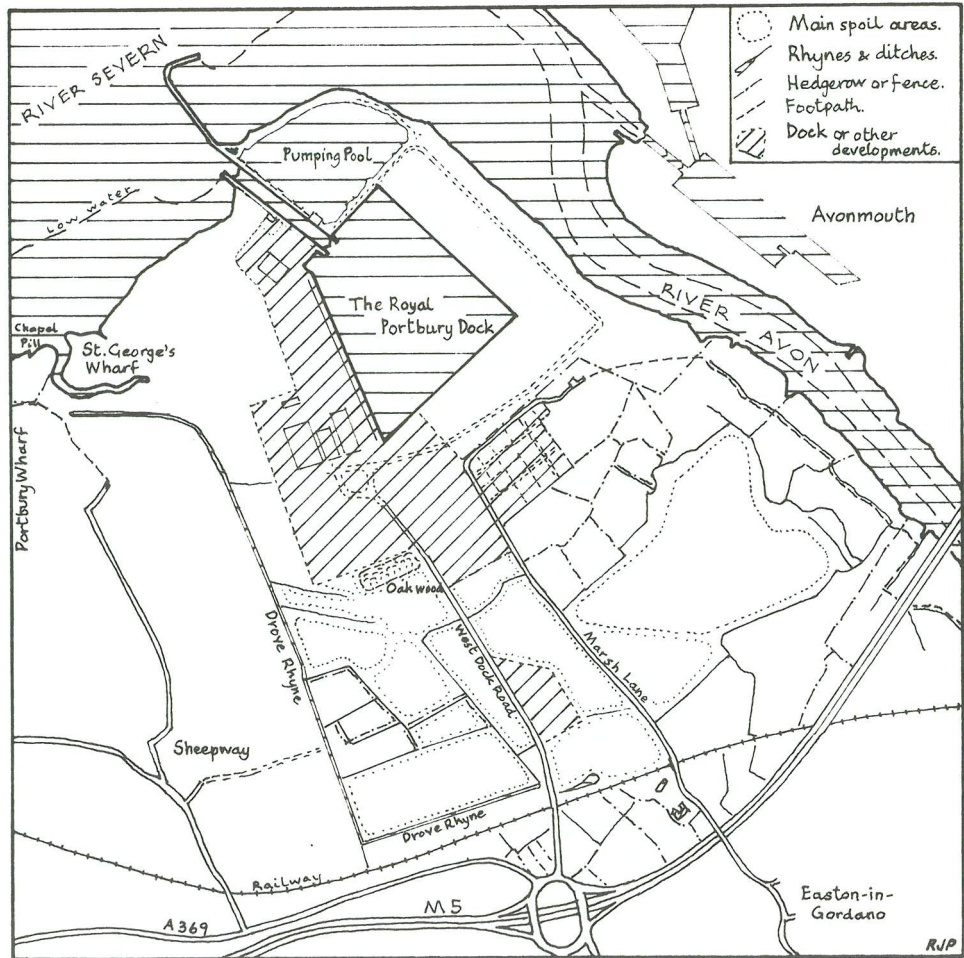 Main spoil areas.
Rhynes & ditches.
Hedgerow or fence.
Footpath.
Dock or other
developments.
RIVER SEVERN
Pumping Pool
Low water
Avonmouth
RIVER AVON
The Royal
Portbury Dock
Chapel
Pill
St. George's
Wharf
Portbury Wharf
Oakwood
Drove Rhyne
West Dock Road
Marsh Lane
Sheepway
Drove Rhyne
Railway
M5
A369
Easton-in-
Gordano
RJP